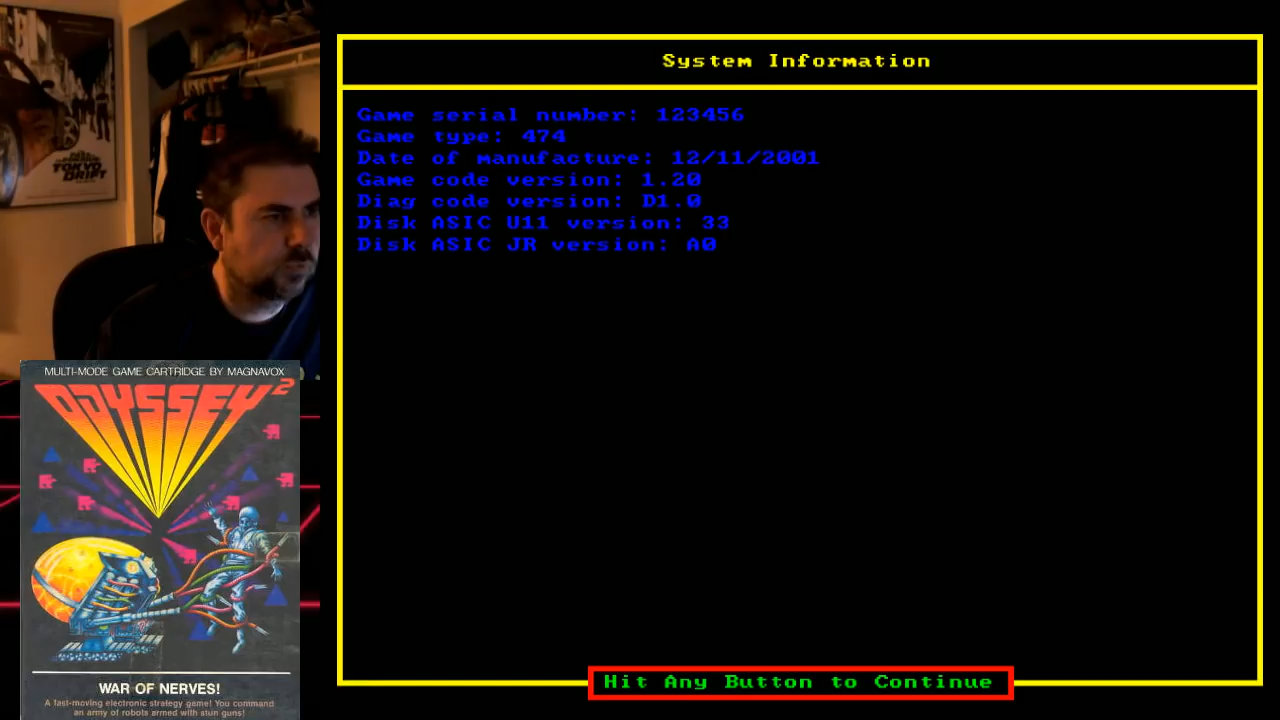 TOKYO
DRIFT
System Information
Game serial number: 123456
Game type: 474
Date of manufacture: 12/11/2001
Game code version: 1.20
Diag code version: D1.0
Disk ASIC U11 version: 33
Disk ASIC JR version: A0
Hit Any Button to Continue
MULTI-MODE GAME CARTRIDGE BY MAGNAVOX
ODYSSEY²
WAR OF NERVES!
A fast-moving electronic strategy game! You command
an army of robots armed with stun guns!